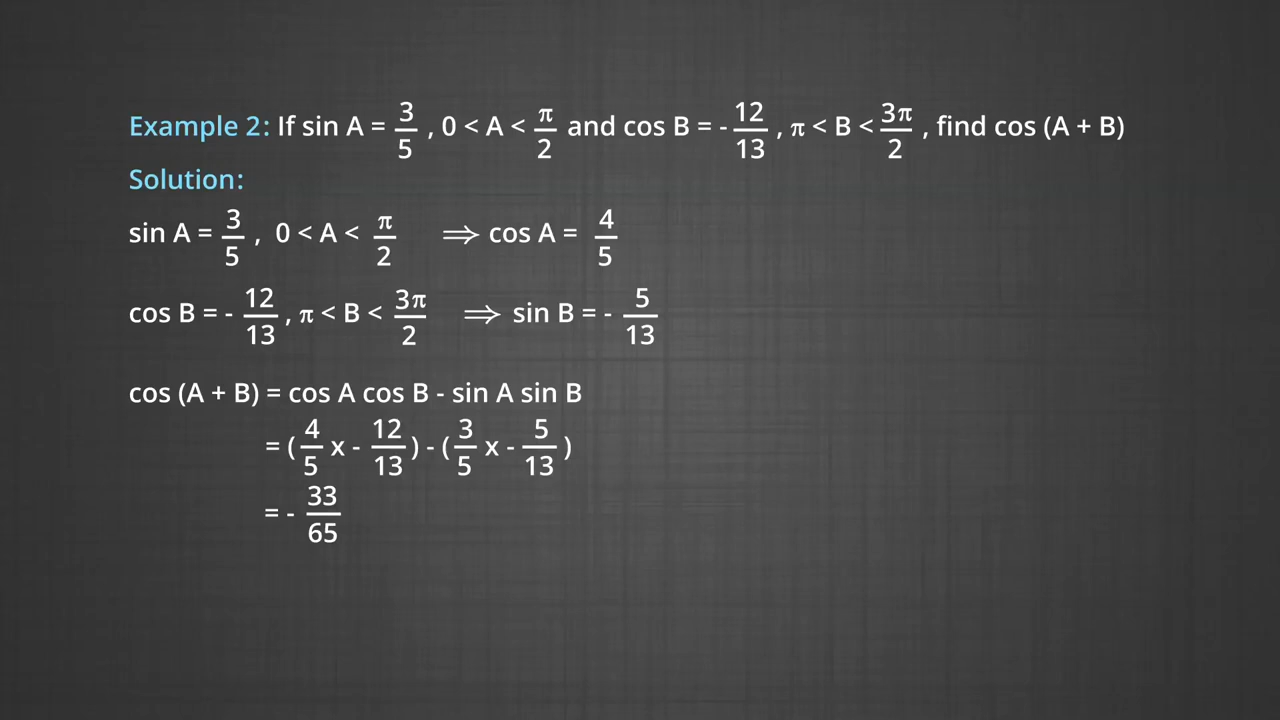 Example 2: If sin A = 3/5 , 0 < A < π/2 and cos B = - 12/13 , π < B < 3π/2 , find cos (A + B)
Solution:
sin A = 3/5 , 0 < A < π/2 ⟹ cos A = 4/5
cos B = - 12/13 , π < B < 3π/2 ⟹ sin B = - 5/13
cos (A + B) = cos A cos B - sin A sin B
= ( 4/5 x - 12/13 ) - ( 3/5 x - 5/13 )
= - 33/65